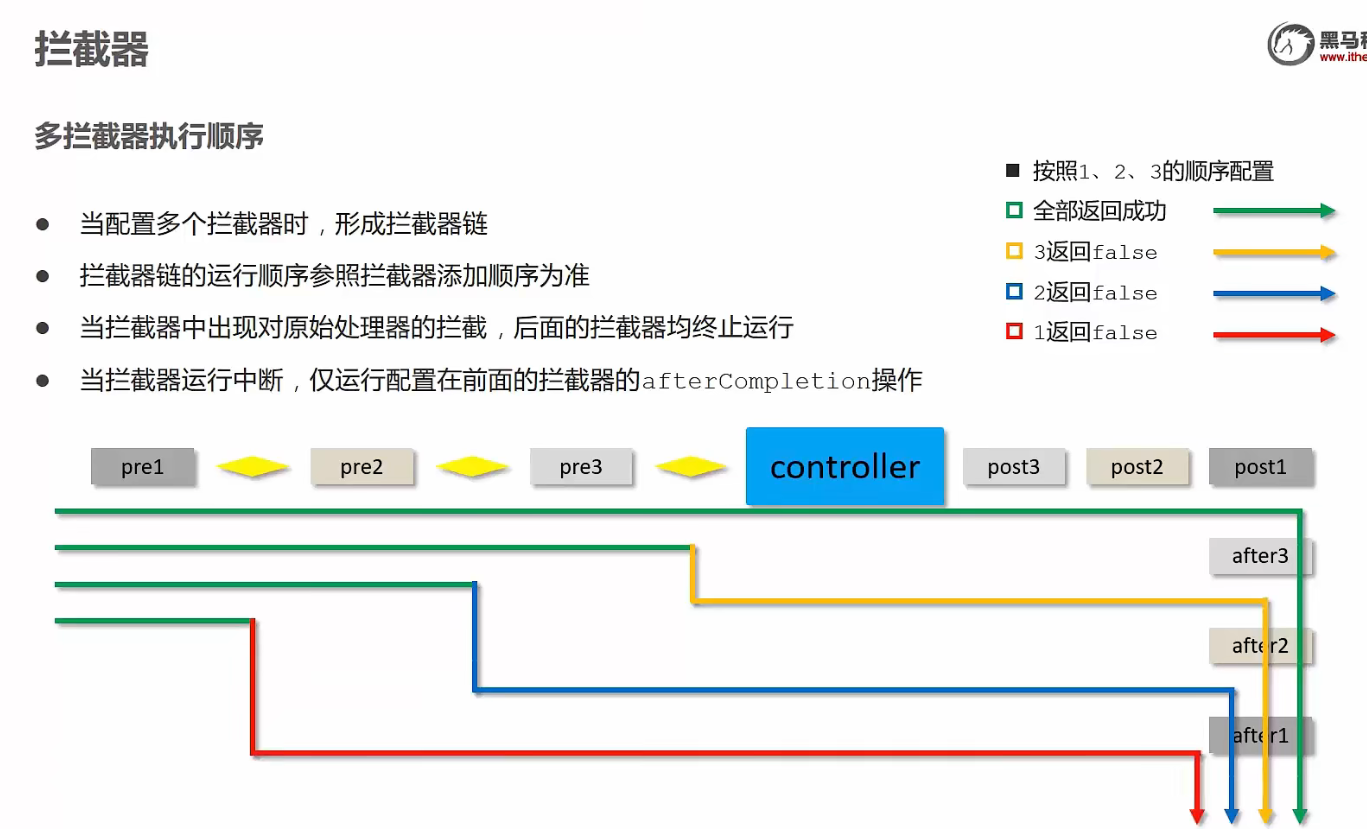 拦截器
黑马
www.ithe
多拦截器执行顺序
按照1、2、3的顺序配置
全部返回成功
3返回false
2返回false
1返回false
当配置多个拦截器时，形成拦截器链
拦截器链的运行顺序参照拦截器添加顺序为准
当拦截器中出现对原始处理器的拦截，后面的拦截器均终止运行
当拦截器运行中断，仅运行配置在前面的拦截器的afterCompletion操作
pre1 pre2 pre3 controller post3 post2 post1
after3
after2
after1